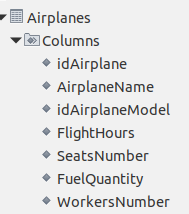 Airplanes
Columns
idAirplane
AirplaneName
idAirplaneModel
FlightHours
SeatsNumber
FuelQuantity
WorkersNumber